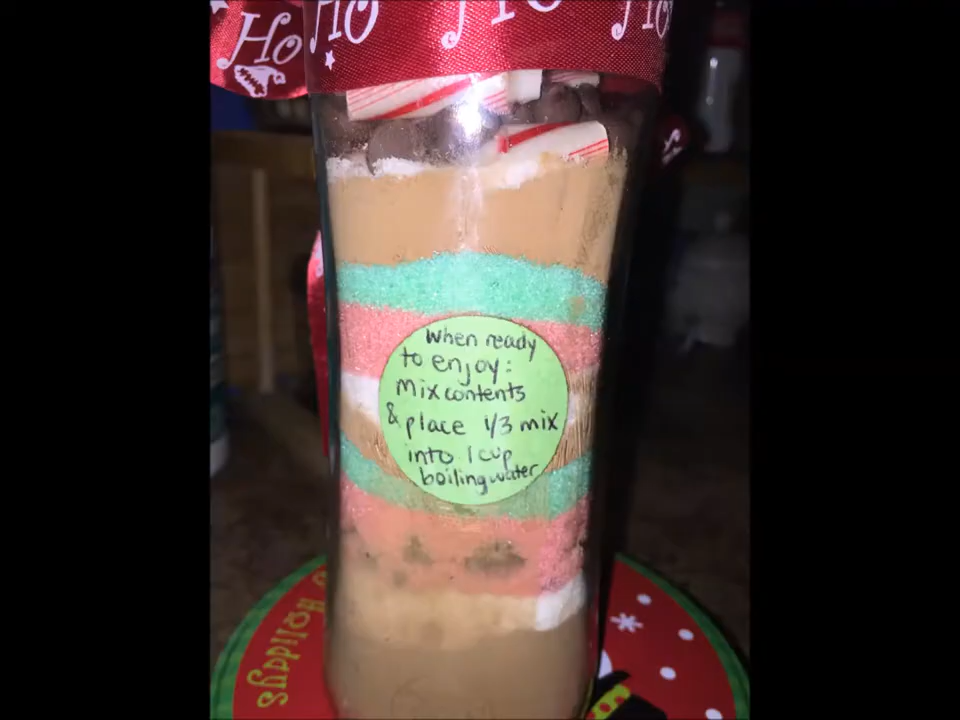 Ho
Ho
Ho
Ho
When ready
to enjoy:
Mix contents
& place 1/3 mix
into 1 cup
boiling water
Holidays